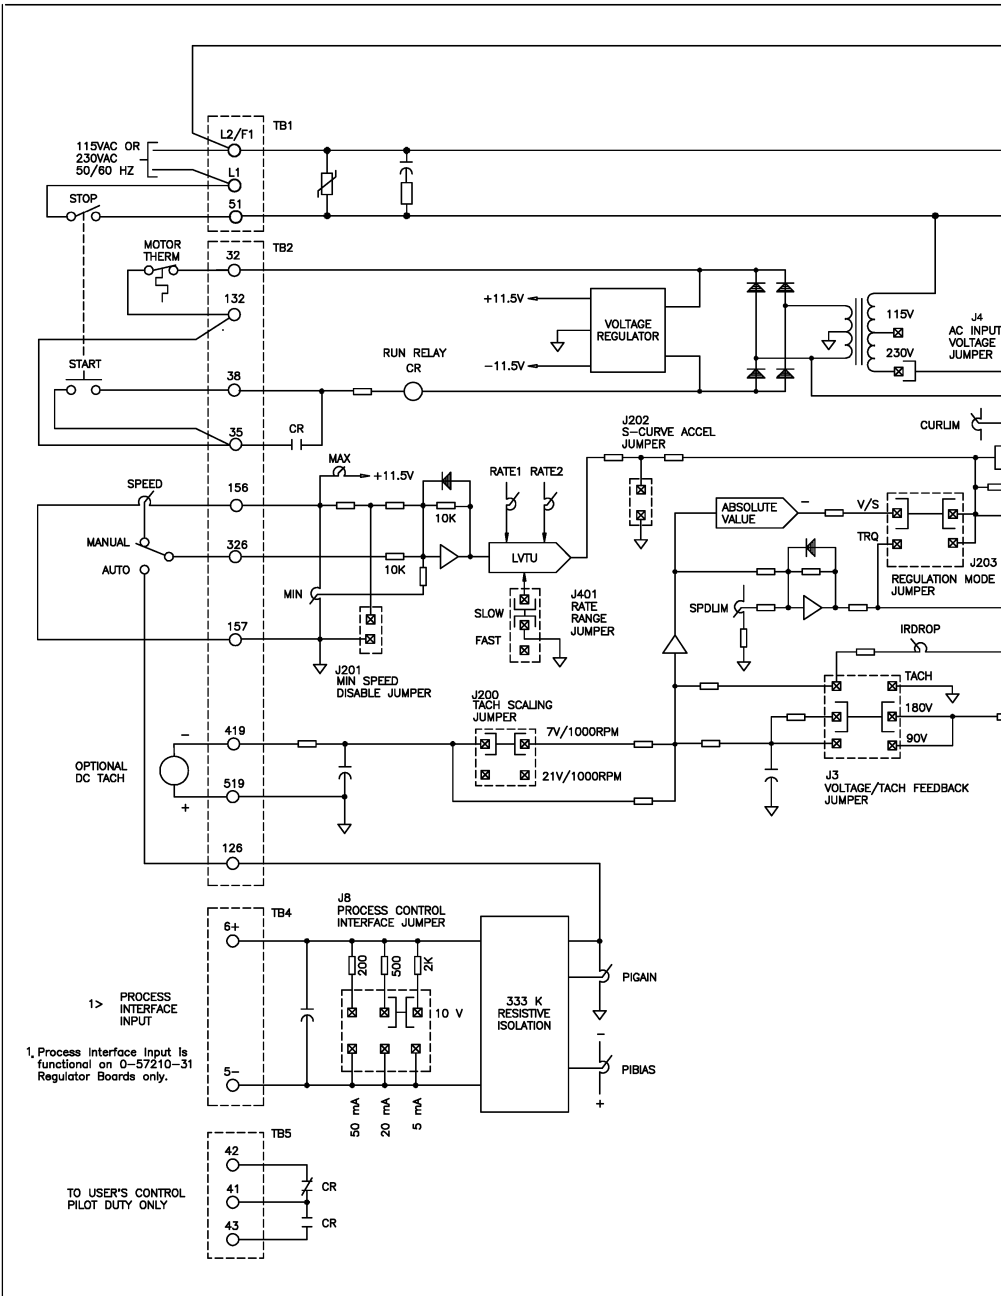 TB1
L2/F1
115VAC OR
230VAC
50/60 HZ
L1
STOP
51
TB2
MOTOR
THERM
32
132
+11.5V
VOLTAGE
REGULATOR
-11.5V
115V
230V
J4
AC INPUT
VOLTAGE
JUMPER
START
38
RUN RELAY
CR
35
CR
J202
S-CURVE ACCEL
JUMPER
CURLIM
MAX
+11.5V
SPEED
156
10K
RATE1 RATE2
ABSOLUTE
VALUE
-
V/S
TRQ
J203
REGULATION MODE
JUMPER
MANUAL
326
10K
LVTU
AUTO
MIN
J401
RATE
RANGE
JUMPER
SLOW
FAST
SPDLIM
157
J201
MIN SPEED
DISABLE JUMPER
IRDROP
TACH
180V
90V
J3
VOLTAGE/TACH FEEDBACK
JUMPER
J200
TACH SCALING
JUMPER
7V/1000RPM
21V/1000RPM
419
-
OPTIONAL
DC TACH
519
+
126
TB4
6+
J8
PROCESS CONTROL
INTERFACE JUMPER
200
500
2K
10 V
333 K
RESISTIVE
ISOLATION
PIGAIN
-
PIBIAS
+
1> PROCESS
INTERFACE
INPUT
1. Process Interface Input is
functional on 0-57210-31
Regulator Boards only.
5-
50 mA
20 mA
5 mA
TB5
42
CR
41
TO USER'S CONTROL
PILOT DUTY ONLY
43
CR